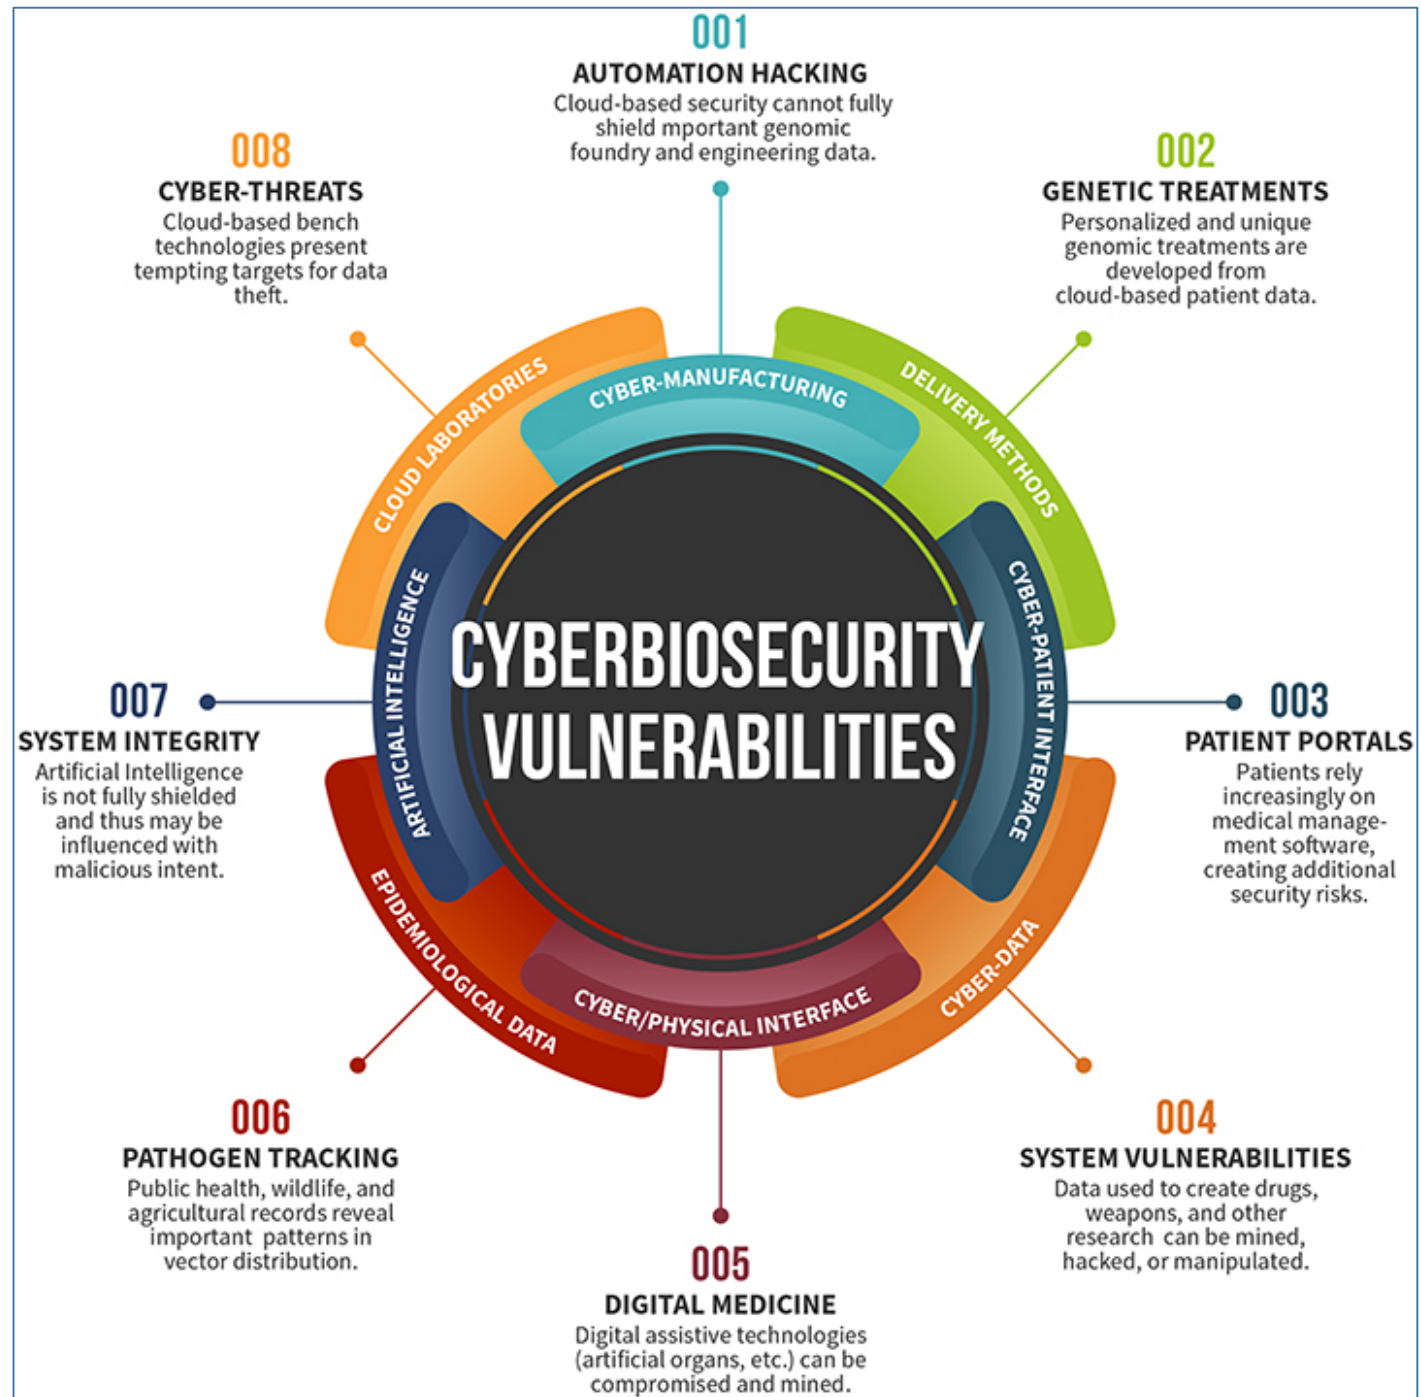 001
AUTOMATION HACKING
Cloud-based security cannot fully
shield mportant genomic
foundry and engineering data.
002
GENETIC TREATMENTS
Personalized and unique
genomic treatments are
developed from
cloud-based patient data.
003
PATIENT PORTALS
Patients rely
increasingly on
medical manage-
ment software,
creating additional
security risks.
004
SYSTEM VULNERABILITIES
Data used to create drugs,
weapons, and other
research can be mined,
hacked, or manipulated.
005
DIGITAL MEDICINE
Digital assistive technologies
(artificial organs, etc.) can be
compromised and mined.
006
PATHOGEN TRACKING
Public health, wildlife, and
agricultural records reveal
important patterns in
vector distribution.
007
SYSTEM INTEGRITY
Artificial Intelligence
is not fully shielded
and thus may be
influenced with
malicious intent.
008
CYBER-THREATS
Cloud-based bench
technologies present
tempting targets for data
theft.
CYBER-MANUFACTURING
DELIVERY METHODS
CYBER-PATIENT INTERFACE
CYBER-DATA
CYBER/PHYSICAL INTERFACE
EPIDEMIOLOGICAL DATA
ARTIFICIAL INTELLIGENCE
CLOUD LABORATORIES
CYBERBIOSECURITY
VULNERABILITIES